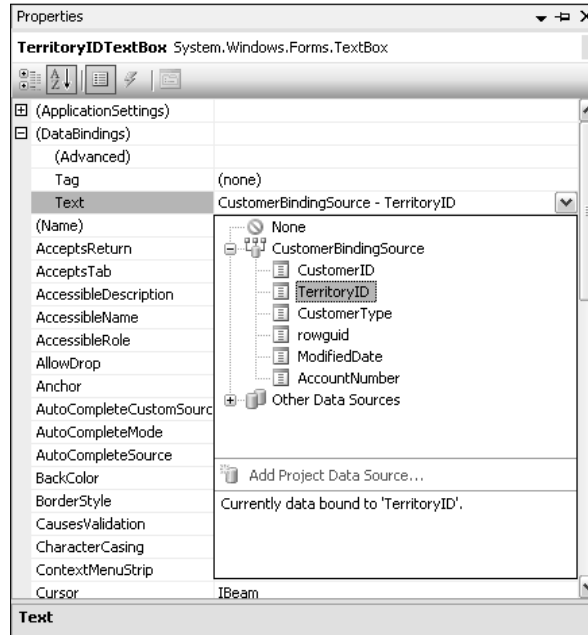 Properties
TerritoryIDTextBox System.Windows.Forms.TextBox
(ApplicationSettings)
(DataBindings)
(Advanced)
Tag (none)
Text CustomerBindingSource - TerritoryID
(Name)
None
AcceptsReturn
CustomerBindingSource
AcceptsTab
CustomerID
AccessibleDescription
TerritoryID
AccessibleName
CustomerType
AccessibleRole
rowguid
AllowDrop
ModifiedDate
Anchor
AccountNumber
AutoCompleteCustomSourc
Other Data Sources
AutoCompleteMode
AutoCompleteSource
BackColor
Add Project Data Source...
BorderStyle
Currently data bound to 'TerritoryID'.
CausesValidation
CharacterCasing
ContextMenuStrip
Cursor IBeam
Text